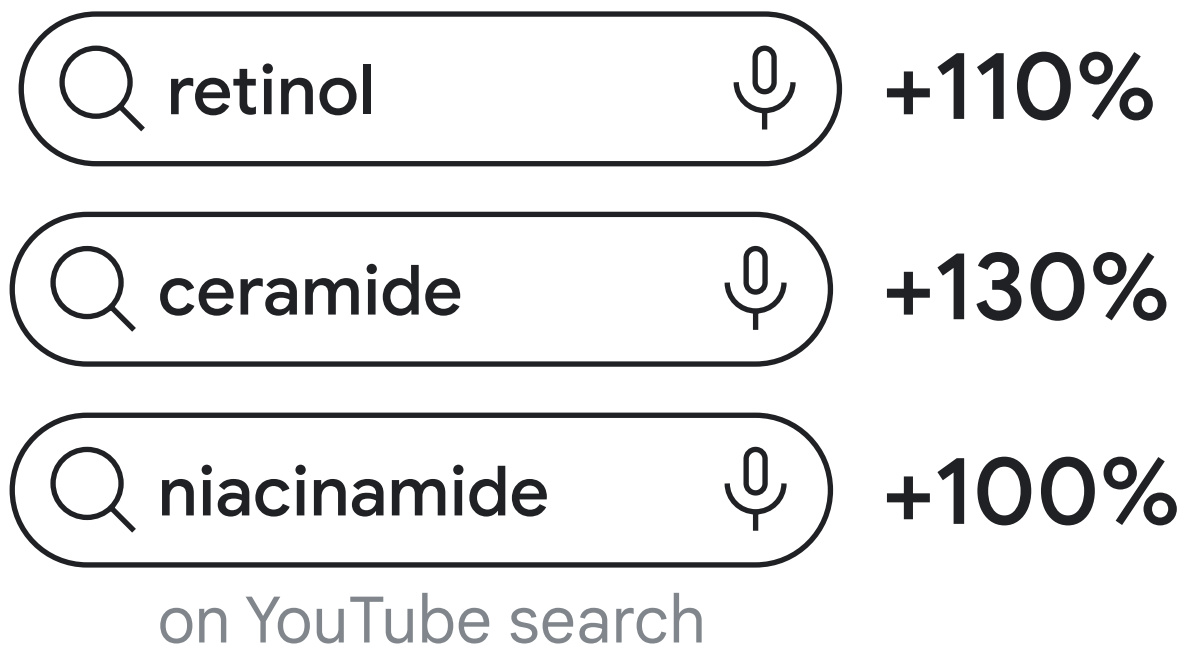 retinol +110%
ceramide +130%
niacinamide +100%
on YouTube search